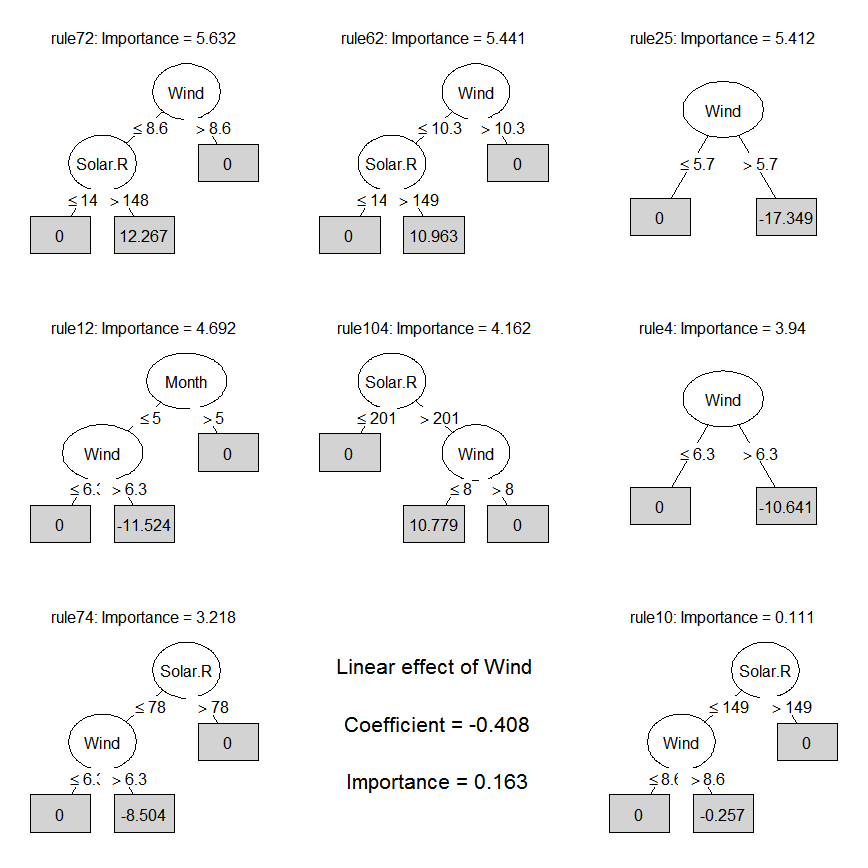 rule72: Importance = 5.632
Wind
≤ 8.6 > 8.6
Solar.R 0
≤ 14 > 148
0 12.267
rule62: Importance = 5.441
Wind
≤ 10.3 > 10.3
Solar.R 0
≤ 14 > 149
0 10.963
rule25: Importance = 5.412
Wind
≤ 5.7 > 5.7
0 -17.349
rule12: Importance = 4.692
Month
≤ 5 > 5
Wind 0
≤ 6. > 6.3
0 -11.524
rule104: Importance = 4.162
Solar.R
≤ 201 > 201
0 Wind
≤ 8 > 8
10.779 0
rule4: Importance = 3.94
Wind
≤ 6.3 > 6.3
0 -10.641
rule74: Importance = 3.218
Solar.R
≤ 78 > 78
Wind 0
≤ 6. > 6.3
0 -8.504
Linear effect of Wind
Coefficient = -0.408
Importance = 0.163
rule10: Importance = 0.111
Solar.R
≤ 149 > 149
Wind 0
≤ 8.6 > 8.6
0 -0.257